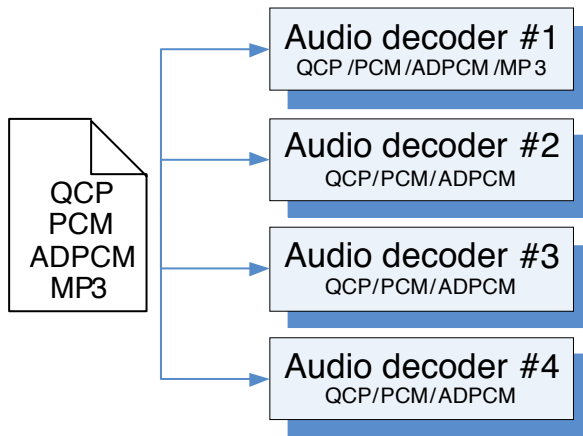 QCP
PCM
ADPCM
MP3
Audio decoder #1
QCP/PCM/ADPCM/MP3
Audio decoder #2
QCP/PCM/ADPCM
Audio decoder #3
QCP/PCM/ADPCM
Audio decoder #4
QCP/PCM/ADPCM